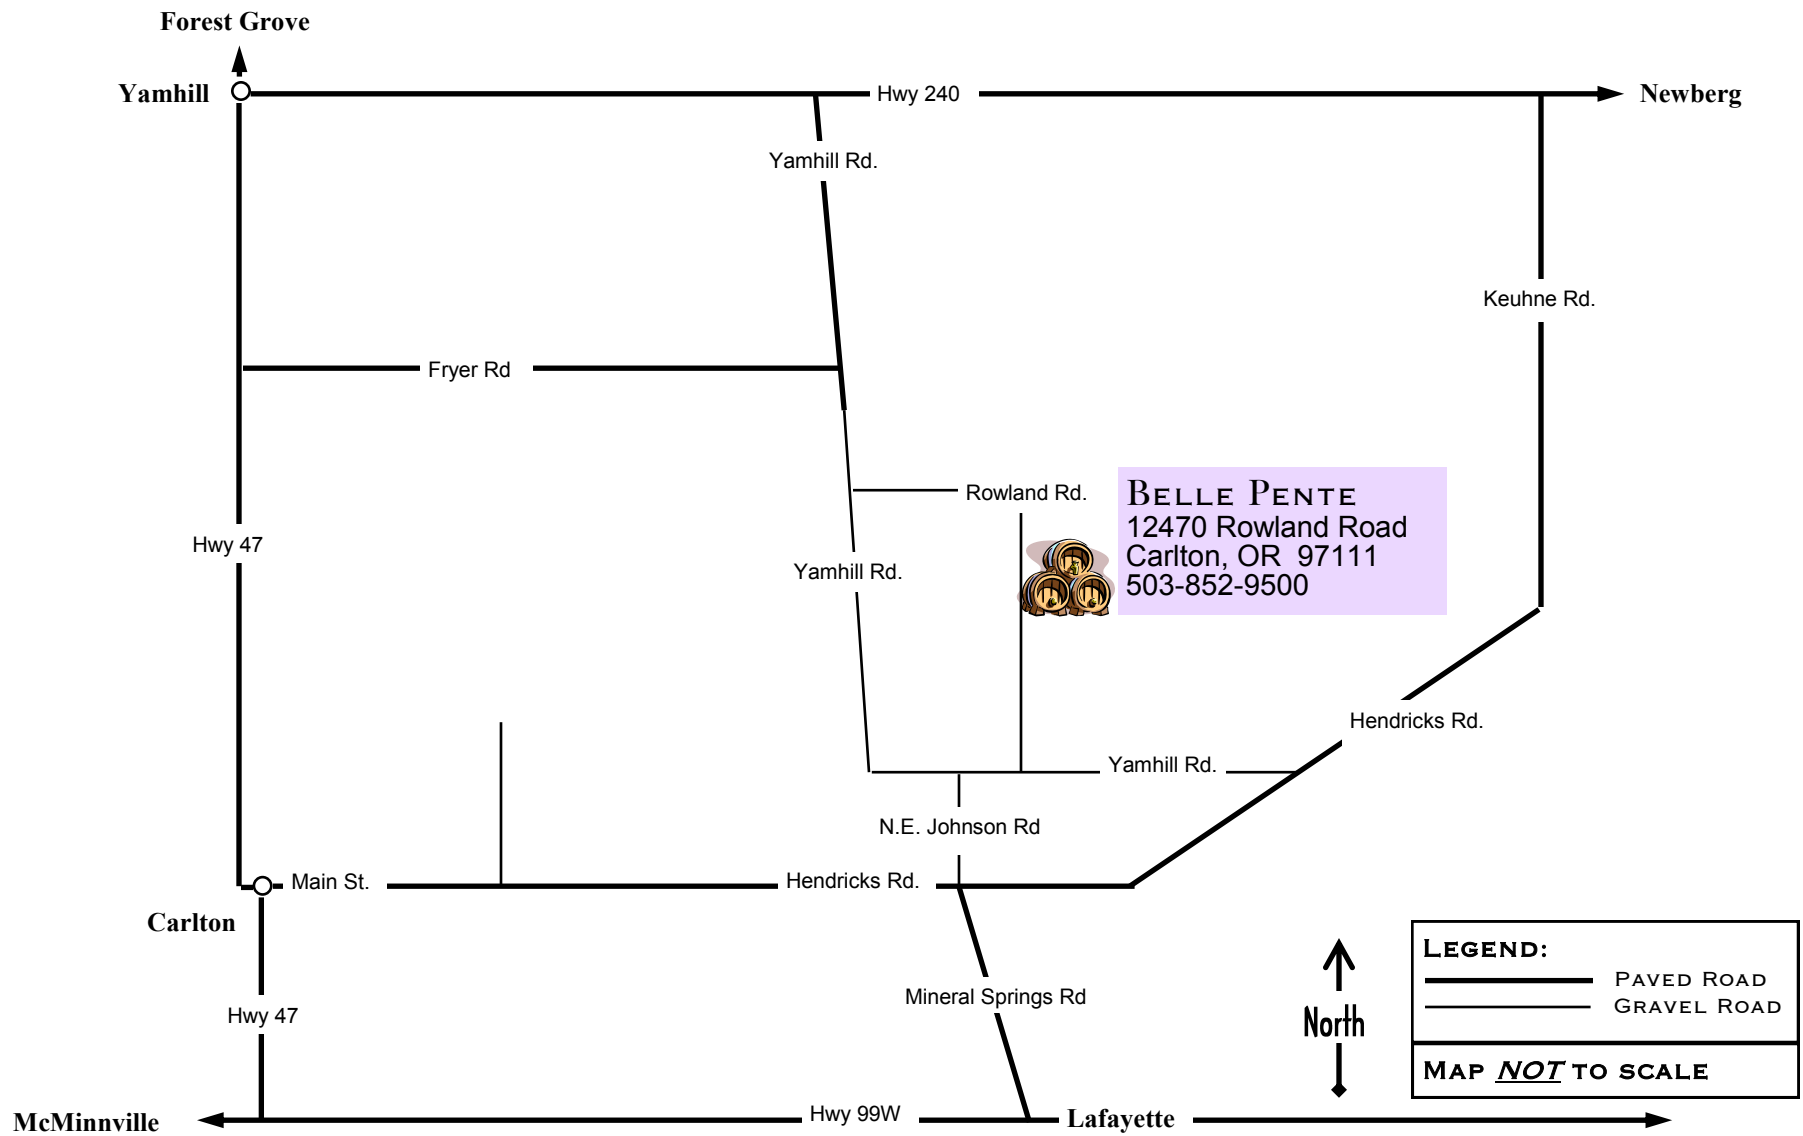 Forest Grove
Yamhill
Hwy 240
Newberg
Yamhill Rd.
Keuhne Rd.
Fryer Rd
Rowland Rd.
BELLE PENTE
12470 Rowland Road
Carlton, OR 97111
503-852-9500
Hwy 47
Yamhill Rd.
Hendricks Rd.
Yamhill Rd.
N.E. Johnson Rd
Main St.
Hendricks Rd.
Carlton
Mineral Springs Rd
Hwy 47
North
LEGEND:
PAVED ROAD
GRAVEL ROAD
MAP NOT TO SCALE
McMinnville
Hwy 99W
Lafayette